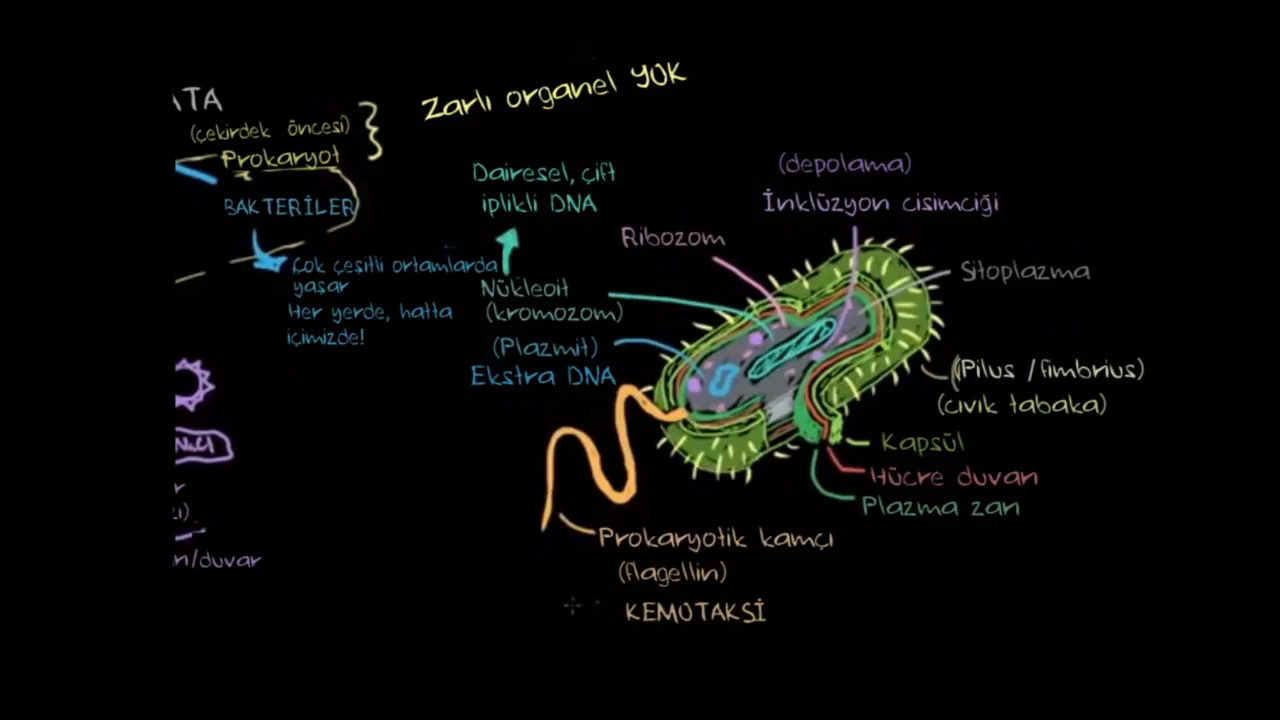 Zarlı organel YOK
(çekirdek öncesi)
Prokaryot
BAKTERİLER
Çok çeşitli ortamlarda
yaşar
Her yerde, hatta
içimizde!
Dairesel, çift
iplikli DNA
Nükleoit
(kromozom)
(Plazmit)
Ekstra DNA
Ribozom
(depolama)
İnklüzyon cisimciği
Sitoplazma
(Pilus / fimbrius)
(cıvık tabaka)
Kapsül
Hücre duvarı
Plazma zarı
Prokaryotik kamçı
(flagellin)
KEMOTAKSİ
/duvar